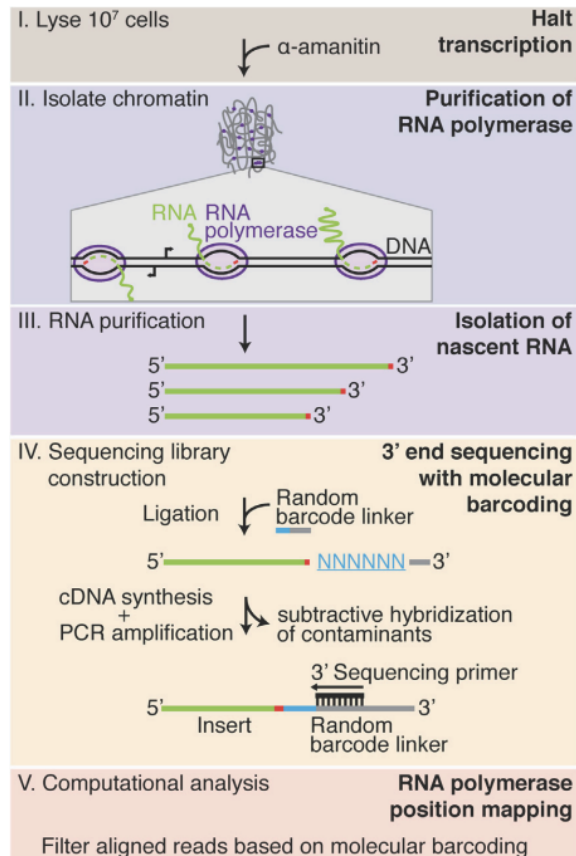 I. Lyse 10⁷ cells
Halt
transcription
α-amanitin
II. Isolate chromatin
Purification of
RNA polymerase
RNA
RNA
polymerase
DNA
III. RNA purification
Isolation of
nascent RNA
5’ 3’
5’ 3’
5’ 3’
IV. Sequencing library
construction
3’ end sequencing
with molecular
barcoding
Ligation
Random
barcode linker
5’ NNNNNN 3’
cDNA synthesis
+
PCR amplification
subtractive hybridization
of contaminants
3’ Sequencing primer
5’ 3’
Insert
Random
barcode linker
V. Computational analysis
RNA polymerase
position mapping
Filter aligned reads based on molecular barcoding